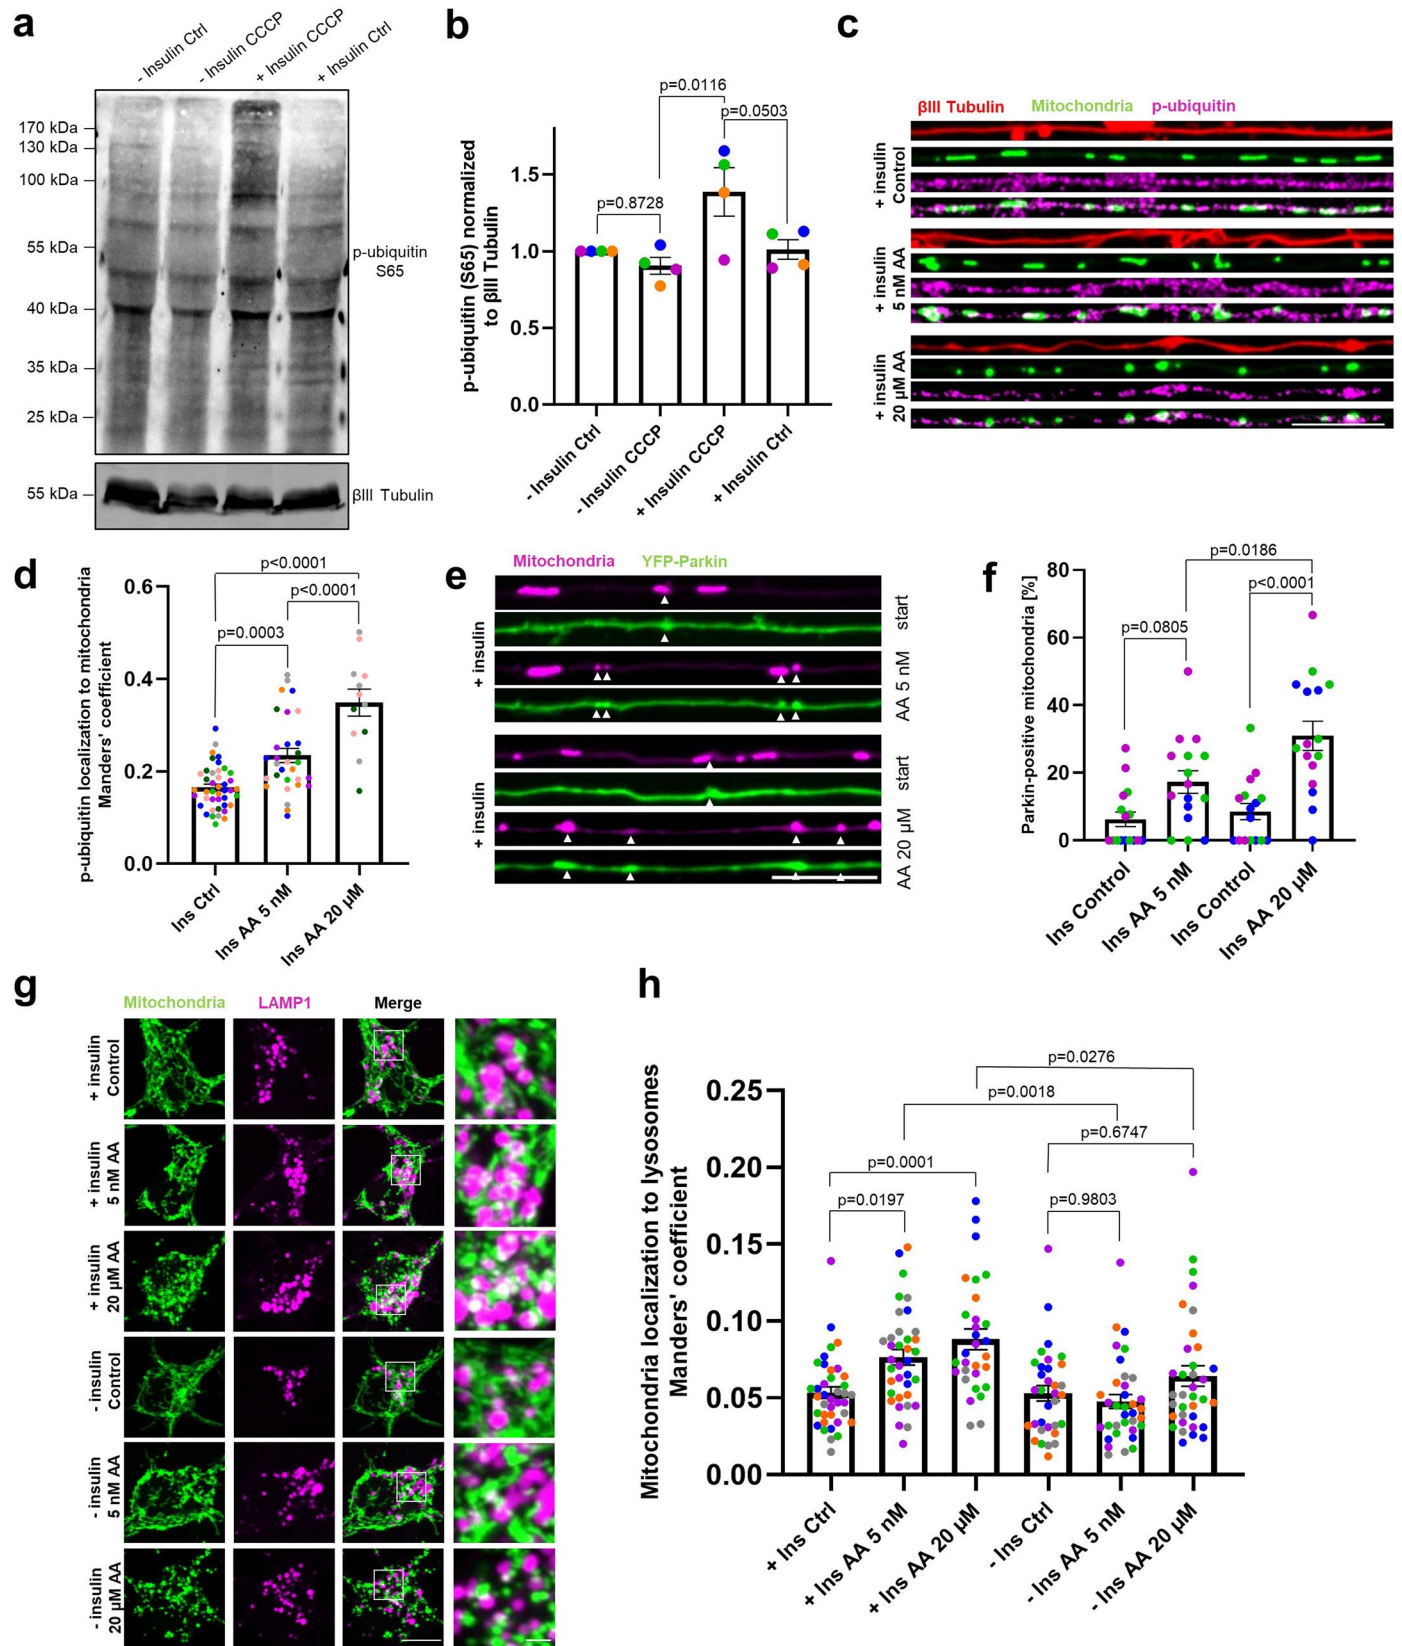 a
- Insulin Ctrl
- Insulin CCCP
+ Insulin CCCP
+ Insulin Ctrl
170 kDa
130 kDa
100 kDa
55 kDa
40 kDa
35 kDa
25 kDa
p-ubiquitin
S65
55 kDa
βIII Tubulin
b
p-ubiquitin (S65) normalized
to βIII Tubulin
p=0.0116
p=0.0503
p=0.8728
1.5
1.0
0.5
0.0
- Insulin Ctrl
- Insulin CCCP
+ Insulin CCCP
+ Insulin Ctrl
c
βIII Tubulin Mitochondria p-ubiquitin
+ insulin
Control
+ insulin
5 nM AA
+ insulin
20 µM AA
d
p-ubiquitin localization to mitochondria
Manders' coefficient
p<0.0001
p<0.0001
p=0.0003
0.6
0.4
0.2
0.0
Ins Ctrl
Ins AA 5 nM
Ins AA 20 µM
e
Mitochondria YFP-Parkin
+ insulin
start
AA 5 nM
+ insulin
start
AA 20 µM
f
Parkin-positive mitochondria [%]
p=0.0186
p<0.0001
p=0.0805
80
60
40
20
0
Ins Control
Ins AA 5 nM
Ins Control
Ins AA 20 µM
g
Mitochondria LAMP1 Merge
+ insulin
Control
+ insulin
5 nM AA
+ insulin
20 µM AA
- insulin
Control
- insulin
5 nM AA
- insulin
20 µM AA
h
Mitochondria localization to lysosomes
Manders' coefficient
p=0.0276
p=0.0018
p=0.6747
p=0.0001
p=0.0197
p=0.9803
0.25
0.20
0.15
0.10
0.05
0.00
+ Ins Ctrl
+ Ins AA 5 nM
+ Ins AA 20 µM
- Ins Ctrl
- Ins AA 5 nM
- Ins AA 20 µM